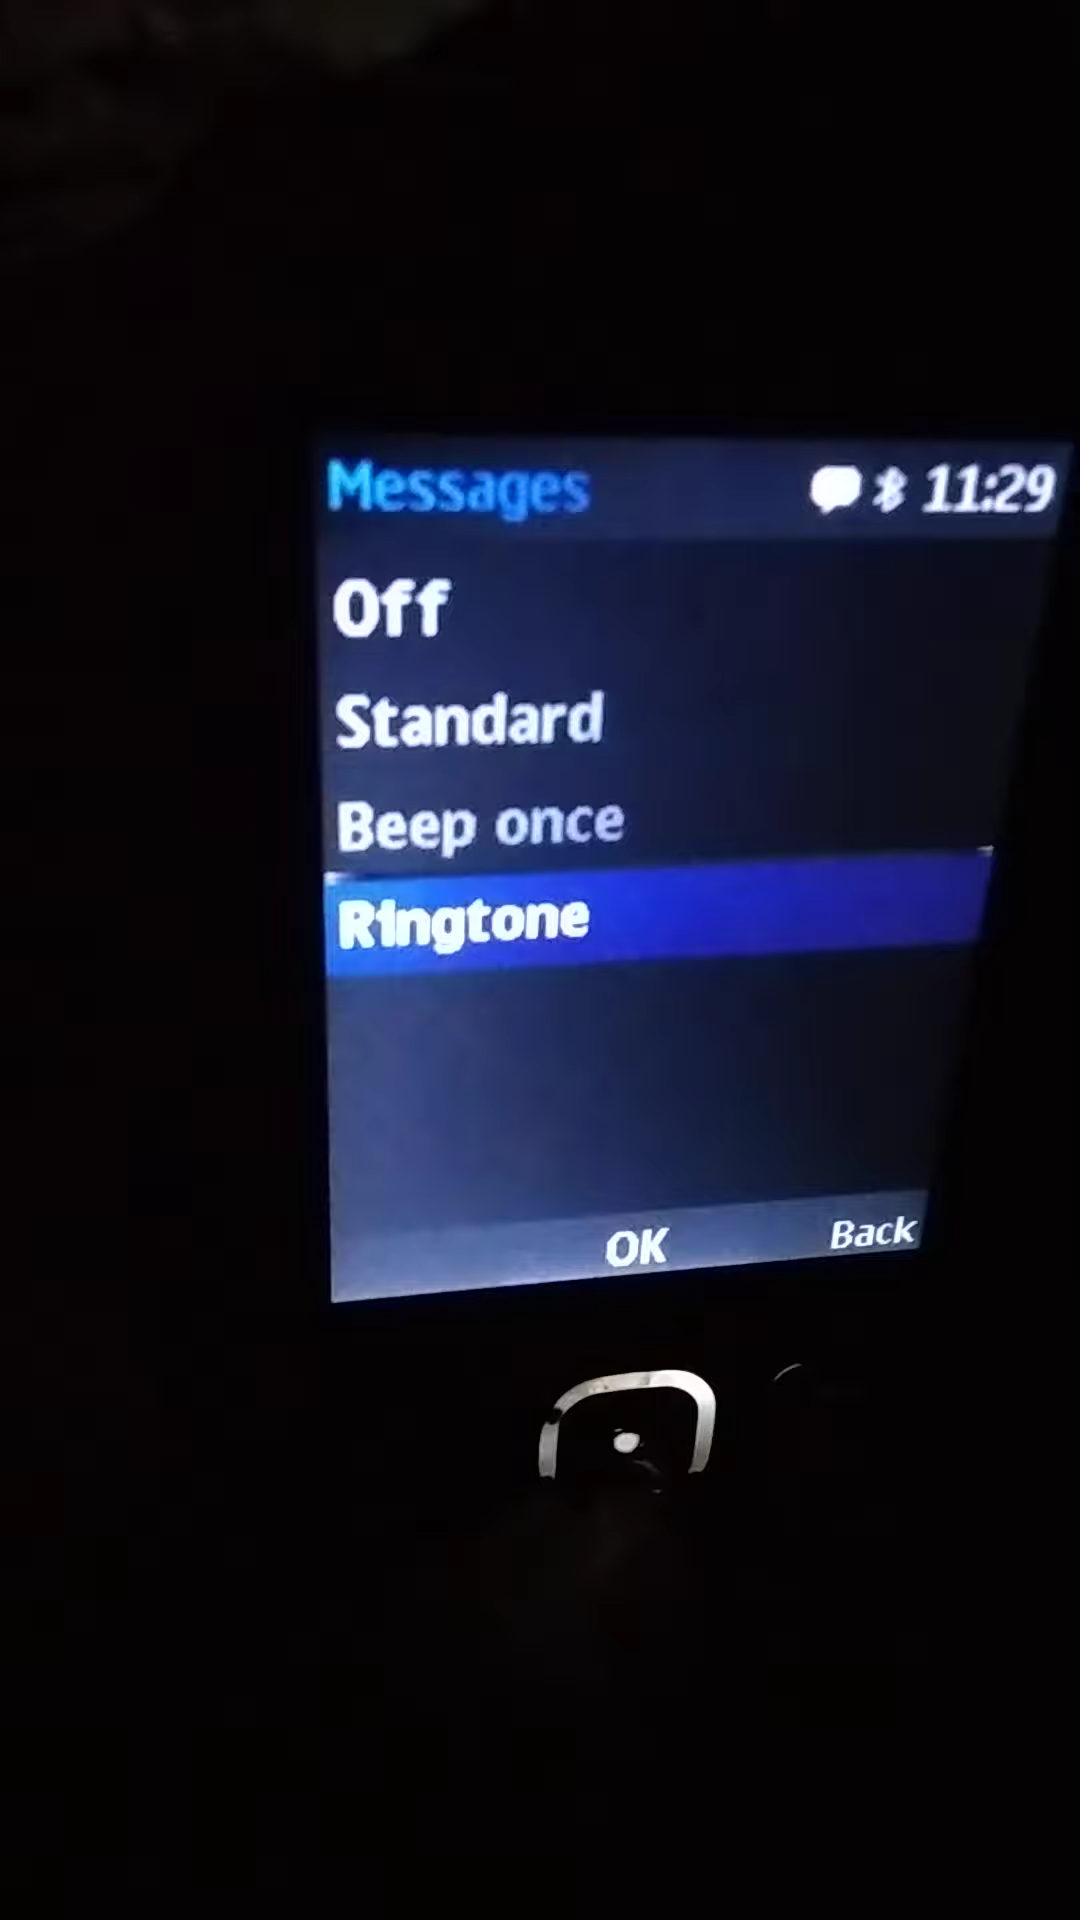 Messages 11:29
Off
Standard
Beep once
Ringtone
OK Back